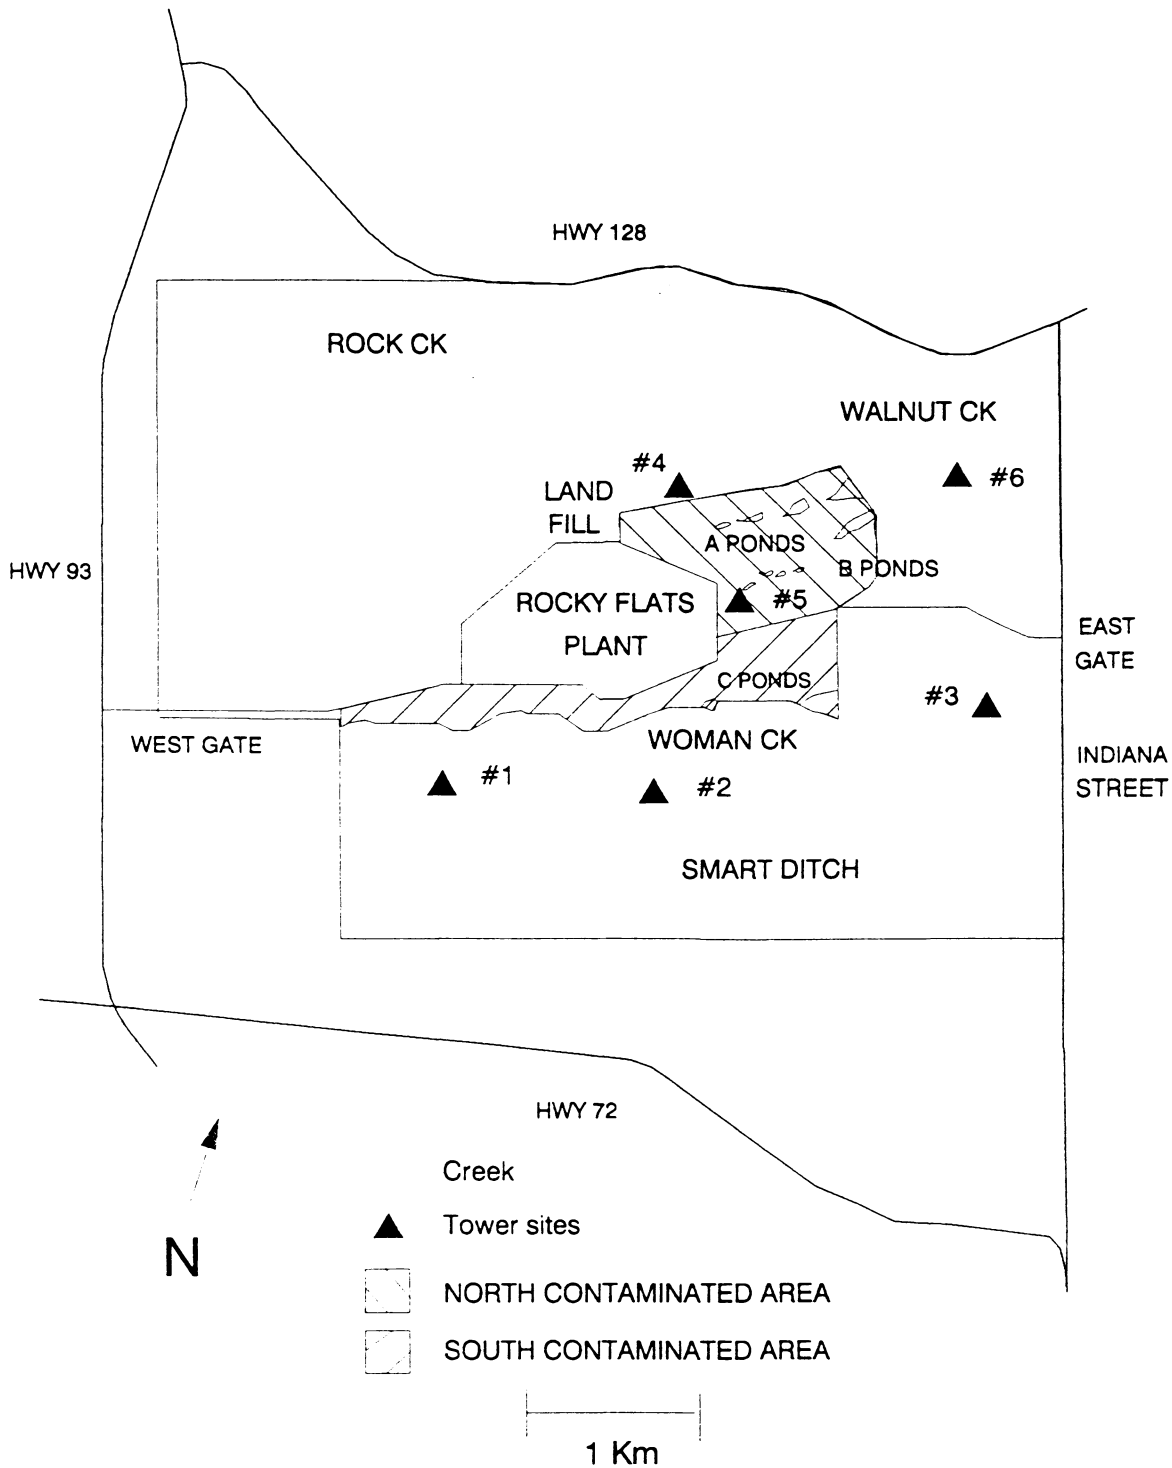 HWY 128
ROCK CK
WALNUT CK
#4
#6
LAND
FILL
A PONDS
HWY 93
B PONDS
ROCKY FLATS
PLANT
#5
EAST
GATE
C PONDS
#3
WEST GATE
WOMAN CK
INDIANA
STREET
#1
#2
SMART DITCH
HWY 72
N
Creek
Tower sites
NORTH CONTAMINATED AREA
SOUTH CONTAMINATED AREA
1 Km